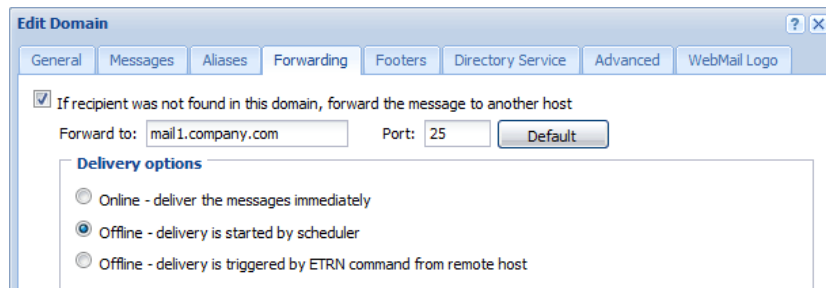 Edit Domain
General Messages Aliases Forwarding Footers Directory Service Advanced WebMail Logo
If recipient was not found in this domain, forward the message to another host
Forward to: mail1.company.com Port: 25 Default
Delivery options
Online - deliver the messages immediately
Offline - delivery is started by scheduler
Offline - delivery is triggered by ETRN command from remote host